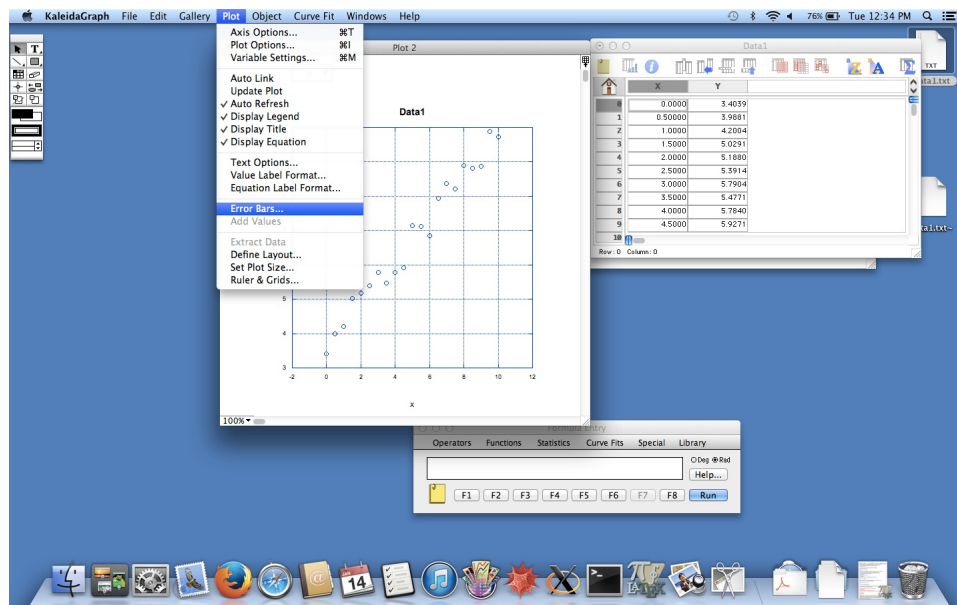 KaleidaGraph File Edit Gallery Plot Object Curve Fit Windows Help 76% Tue 12:34 PM
Axis Options... ⌘T
Plot Options... ⌘I
Variable Settings... ⌘M
Auto Link
Update Plot
✓ Auto Refresh
✓ Display Legend
✓ Display Title
✓ Display Equation
Text Options...
Value Label Format...
Equation Label Format...
Error Bars...
Add Values
Extract Data
Define Layout...
Set Plot Size...
Ruler & Grids...
T
Plot 2
Data1
5
4
3
-2 0 2 4 6 8 10 12
x
100%
Data1
X Y
0 0.0000 3.4039
1 0.50000 3.9881
2 1.0000 4.2004
3 1.5000 5.0291
4 2.0000 5.1880
5 2.5000 5.3914
6 3.0000 5.7904
7 3.5000 5.4771
8 4.0000 5.7840
9 4.5000 5.9271
10
Row: 0 Column: 0
TXT
ta1.txt
ta1.txt~
Formula Entry
Operators Functions Statistics Curve Fits Special Library
Deg Rad
Help...
F1 F2 F3 F4 F5 F6 F7 F8 Run
14